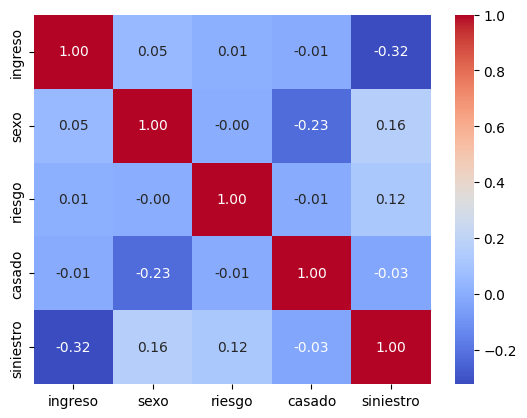 ingreso 1.00 0.05 0.01 -0.01 -0.32
sexo 0.05 1.00 -0.00 -0.23 0.16
riesgo 0.01 -0.00 1.00 -0.01 0.12
casado -0.01 -0.23 -0.01 1.00 -0.03
siniestro -0.32 0.16 0.12 -0.03 1.00
ingreso sexo riesgo casado siniestro
1.0
0.8
0.6
0.4
0.2
0.0
−0.2